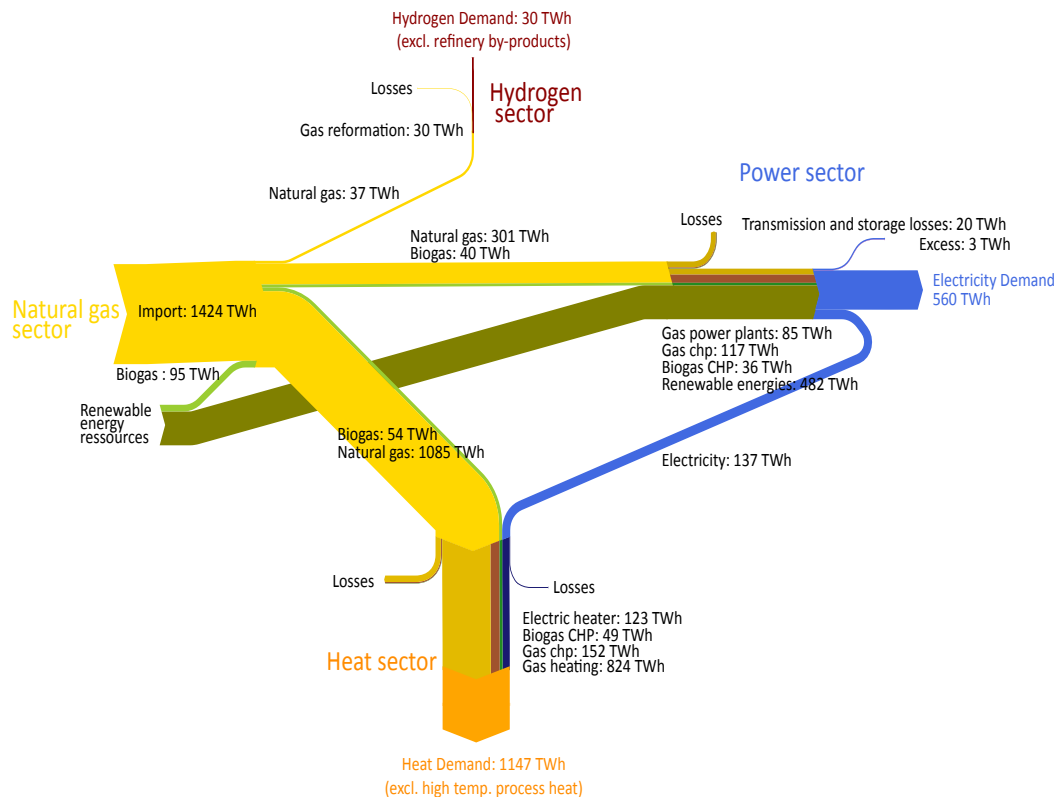 Hydrogen Demand: 30 TWh
(excl. refinery by-products)
Losses
Hydrogen
sector
Gas reformation: 30 TWh
Natural gas: 37 TWh
Power sector
Natural gas: 301 TWh
Biogas: 40 TWh
Losses
Transmission and storage losses: 20 TWh
Excess: 3 TWh
Electricity Demand
560 TWh
Natural gas
sector
Import: 1424 TWh
Gas power plants: 85 TWh
Gas chp: 117 TWh
Biogas CHP: 36 TWh
Renewable energies: 482 TWh
Biogas : 95 TWh
Renewable
energy
ressources
Biogas: 54 TWh
Natural gas: 1085 TWh
Electricity: 137 TWh
Losses
Losses
Electric heater: 123 TWh
Biogas CHP: 49 TWh
Gas chp: 152 TWh
Gas heating: 824 TWh
Heat sector
Heat Demand: 1147 TWh
(excl. high temp. process heat)